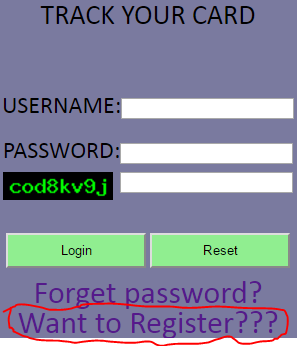 TRACK YOUR CARD
USERNAME:
PASSWORD:
cod8kv9j
Login Reset
Forget password?
Want to Register???